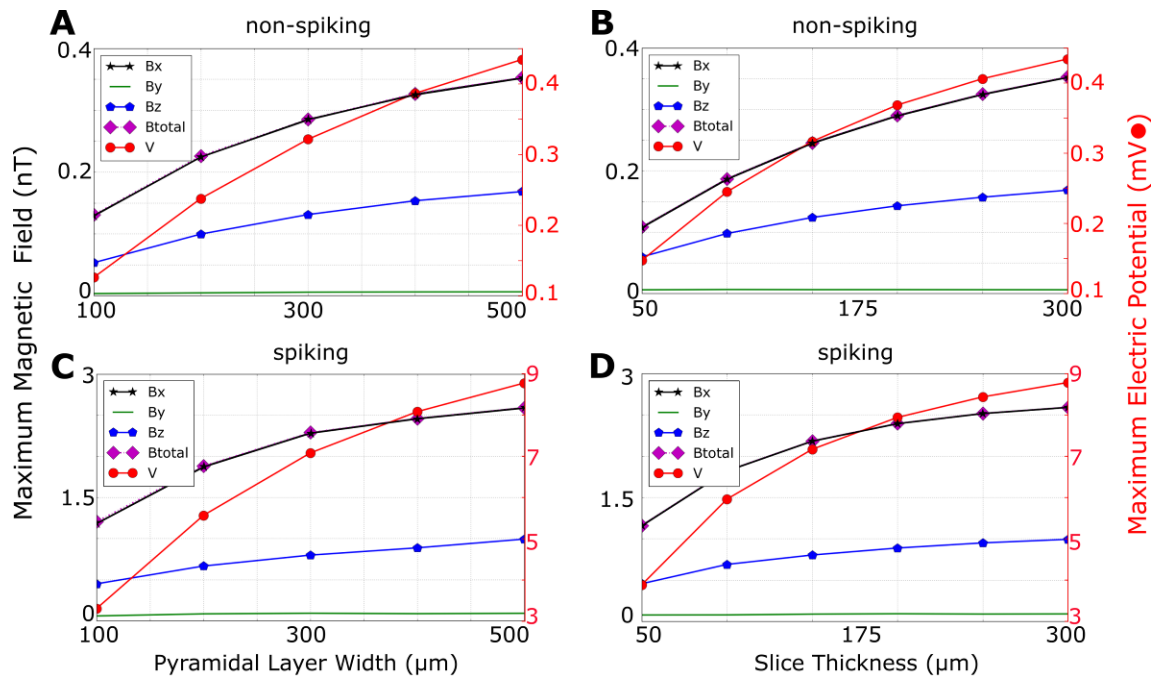 A
non-spiking
B
non-spiking
Maximum Magnetic Field (nT)
Maximum Electric Potential (mV●)
0.4
0.2
0
Bx
By
Bz
Btotal
V
0.4
0.3
0.2
0.1
100
300
500
0.4
0.2
0
Bx
By
Bz
Btotal
V
0.4
0.3
0.2
0.1
50
175
300
C
spiking
D
spiking
3
1.5
0
Bx
By
Bz
Btotal
V
9
7
5
3
100
300
500
Pyramidal Layer Width (μm)
3
1.5
0
Bx
By
Bz
Btotal
V
9
7
5
3
50
175
300
Slice Thickness (μm)